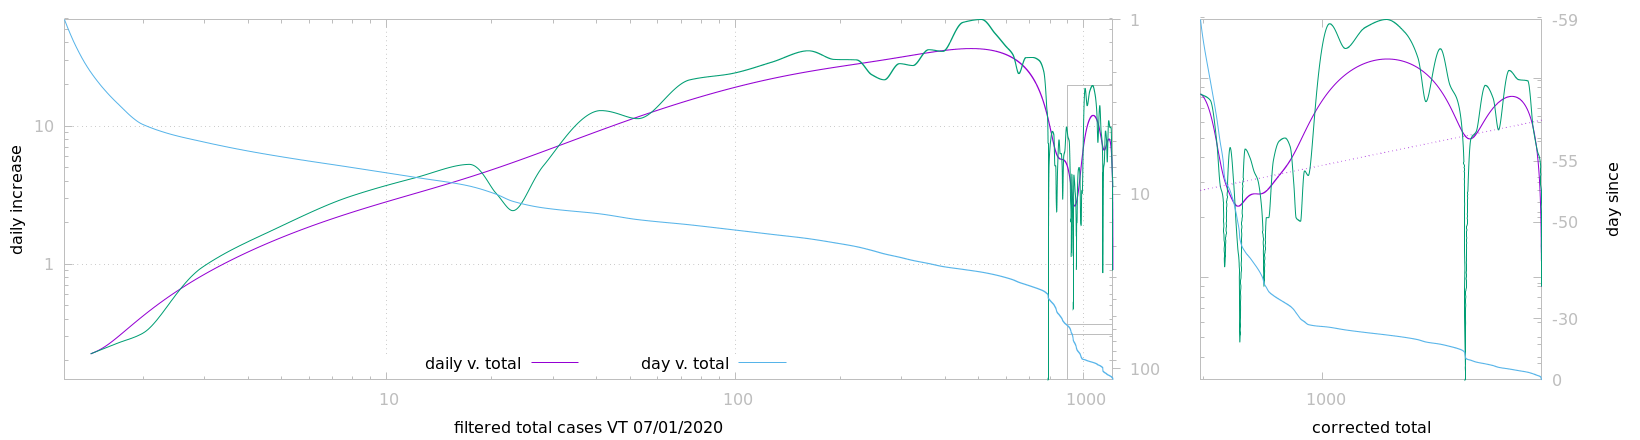 1
-59
10
10
-55
-50
1
-30
daily v. total
day v. total
100
0
10
100
1000
1000
daily increase
day since
filtered total cases VT 07/01/2020
corrected total